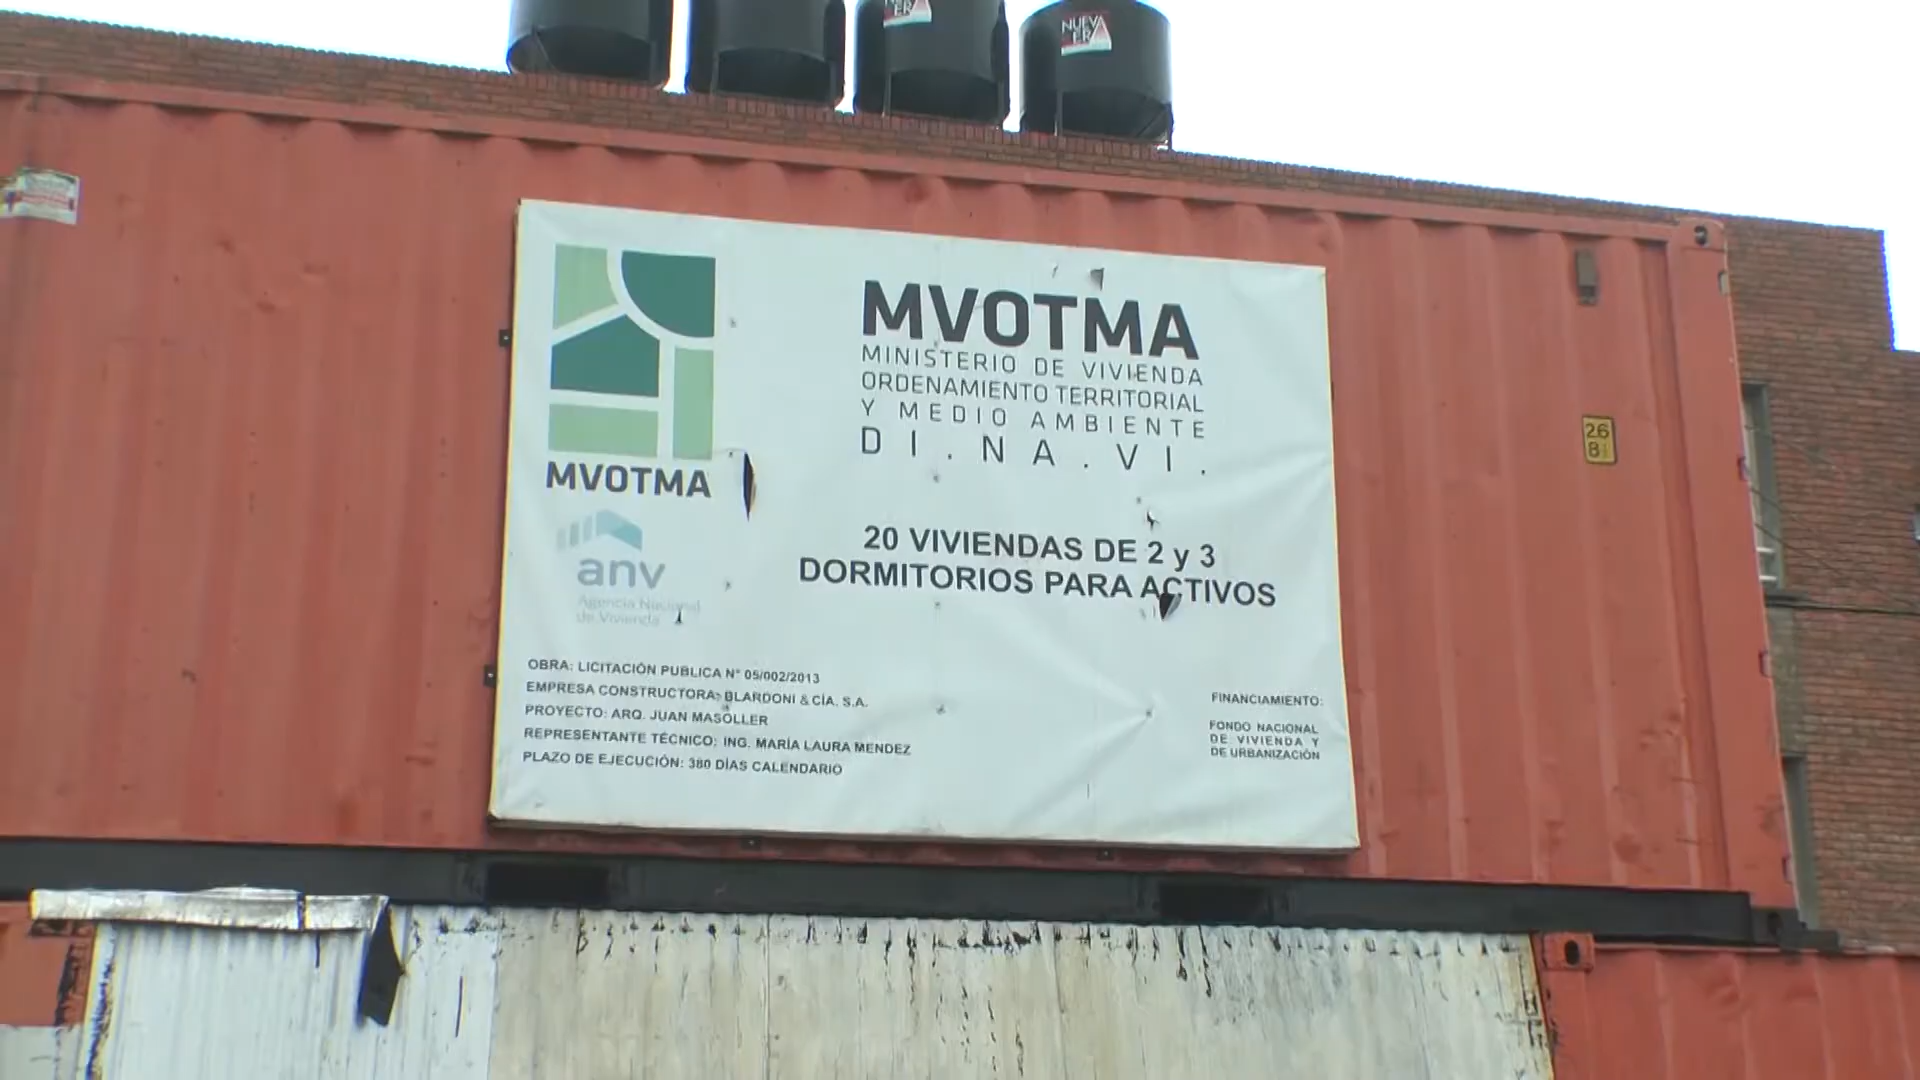 NUEVA
ER
MVOTMA
MINISTERIO DE VIVIENDA
ORDENAMIENTO TERRITORIAL
Y MEDIO AMBIENTE
DI.NA.VI.
MVOTMA
anv
Agencia Nacional
de Vivienda
20 VIVIENDAS DE 2 y 3
DORMITORIOS PARA ACTIVOS
OBRA: LICITACIÓN PUBLICA N° 05/002/2013
EMPRESA CONSTRUCTORA: BLARDONI & CÍA. S.A.
PROYECTO: ARQ. JUAN MASOLLER
REPRESENTANTE TÉCNICO: ING. MARÍA LAURA MENDEZ
PLAZO DE EJECUCIÓN: 380 DÍAS CALENDARIO
FINANCIAMIENTO:
FONDO NACIONAL
DE VIVIENDA Y
DE URBANIZACIÓN
26